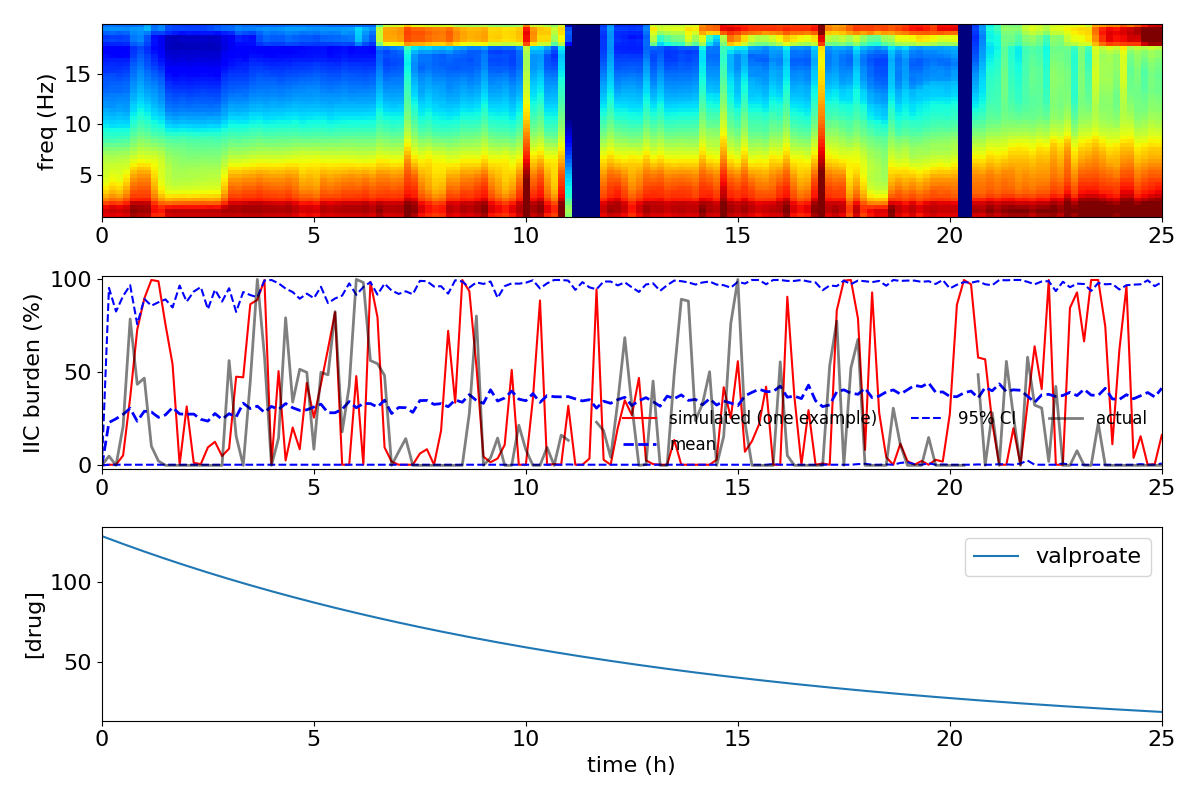 freq (Hz)
15
10
5
0 5 10 15 20 25
IIC burden (%)
100
50
0
simulated (one example) 95% CI actual
mean
0 5 10 15 20 25
[drug]
100
50
valproate
0 5 10 15 20 25
time (h)